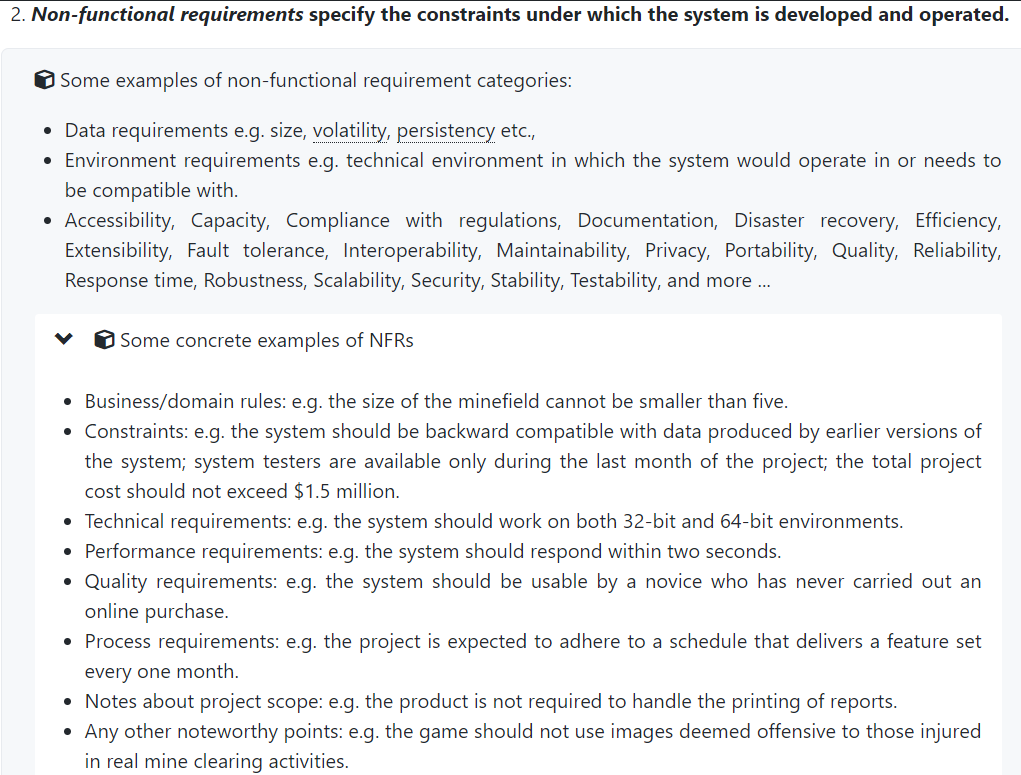 2. Non-functional requirements specify the constraints under which the system is developed and operated.
Some examples of non-functional requirement categories:
• Data requirements e.g. size, volatility, persistency etc.,
• Environment requirements e.g. technical environment in which the system would operate in or needs to
be compatible with.
• Accessibility, Capacity, Compliance with regulations, Documentation, Disaster recovery, Efficiency,
Extensibility, Fault tolerance, Interoperability, Maintainability, Privacy, Portability, Quality, Reliability,
Response time, Robustness, Scalability, Security, Stability, Testability, and more ...
Some concrete examples of NFRs
• Business/domain rules: e.g. the size of the minefield cannot be smaller than five.
• Constraints: e.g. the system should be backward compatible with data produced by earlier versions of
the system; system testers are available only during the last month of the project; the total project
cost should not exceed $1.5 million.
• Technical requirements: e.g. the system should work on both 32-bit and 64-bit environments.
• Performance requirements: e.g. the system should respond within two seconds.
• Quality requirements: e.g. the system should be usable by a novice who has never carried out an
online purchase.
• Process requirements: e.g. the project is expected to adhere to a schedule that delivers a feature set
every one month.
• Notes about project scope: e.g. the product is not required to handle the printing of reports.
• Any other noteworthy points: e.g. the game should not use images deemed offensive to those injured
in real mine clearing activities.